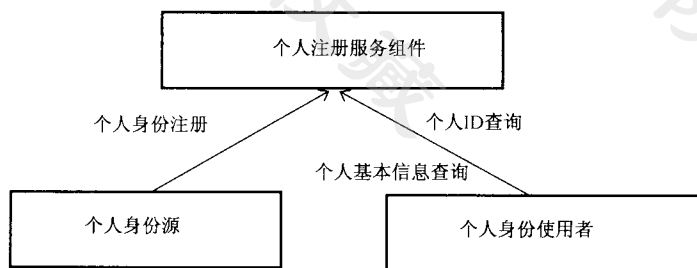 个人注册服务组件
个人身份注册
个人ID查询
个人基本信息查询
个人身份源
个人身份使用者
藏